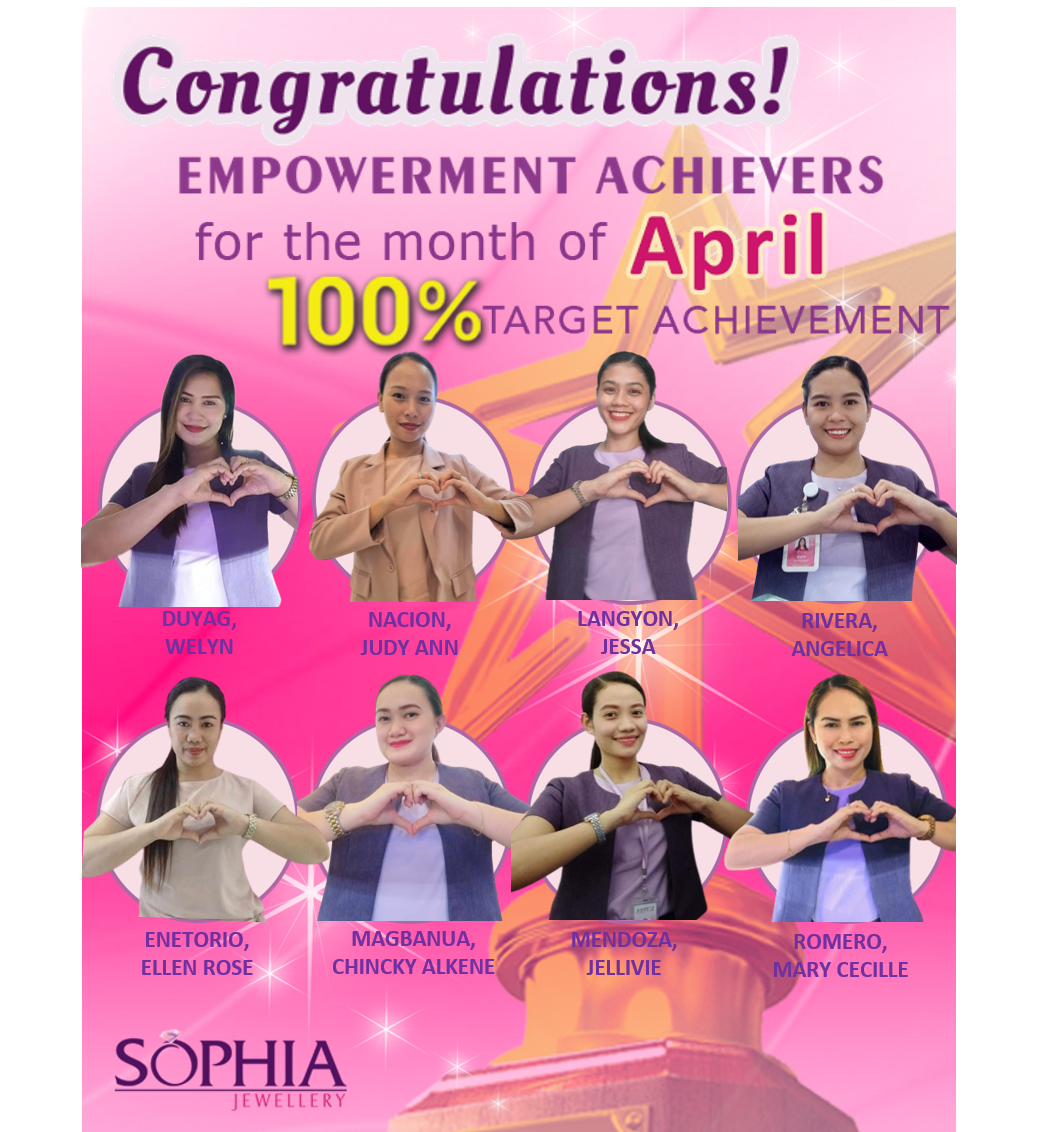 Congratulations!
EMPOWERMENT ACHIEVERS
for the month of April
100% TARGET ACHIEVEMENT
DUYAG,
WELYN
NACION,
JUDY ANN
LANGYON,
JESSA
RIVERA,
ANGELICA
ENETORIO,
ELLEN ROSE
MAGBANUA,
CHINCKY ALKENE
MENDOZA,
JELLIVIE
ROMERO,
MARY CECILLE
SOPHIA
JEWELLERY